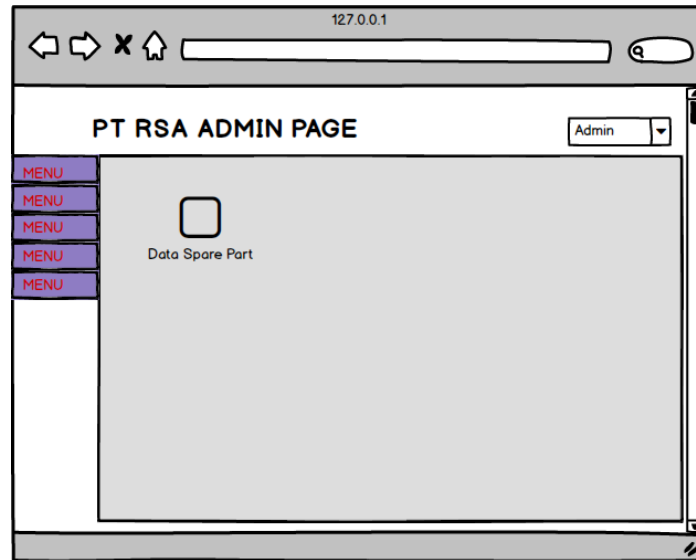 127.0.0.1
PT RSA ADMIN PAGE
Admin
MENU
MENU
MENU
MENU
MENU
Data Spare Part